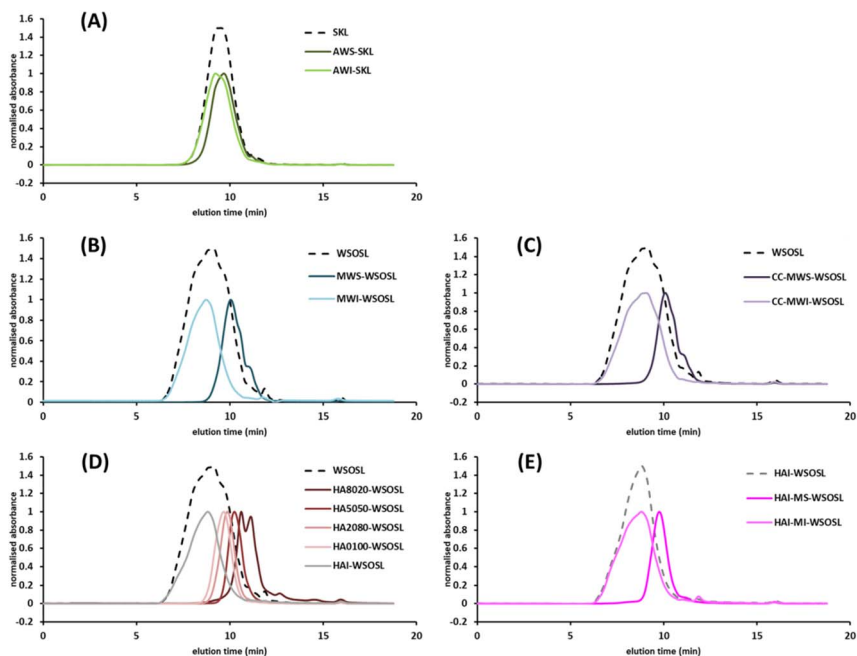 (A)
1.6
1.4
1.2
1
0.8
0.6
0.4
0.2
0
-0.2
normalised absorbance
0 5 10 15 20
elution time (min)
SKL
AWS-SKL
AWI-SKL
(B)
1.6
1.4
1.2
1
0.8
0.6
0.4
0.2
0
-0.2
normalised absorbance
0 5 10 15 20
elution time (min)
WSOSL
MWS-WSOSL
MWI-WSOSL
(C)
1.6
1.4
1.2
1
0.8
0.6
0.4
0.2
0
-0.2
normalised absorbance
0 5 10 15 20
elution time (min)
WSOSL
CC-MWS-WSOSL
CC-MWI-WSOSL
(D)
1.6
1.4
1.2
1
0.8
0.6
0.4
0.2
0
-0.2
normalised absorbance
0 5 10 15 20
elution time (min)
WSOSL
HA8020-WSOSL
HA5050-WSOSL
HA2080-WSOSL
HA0100-WSOSL
HAI-WSOSL
(E)
1.6
1.4
1.2
1
0.8
0.6
0.4
0.2
0
-0.2
normalised absorbance
0 5 10 15 20
elution time (min)
HAI-WSOSL
HAI-MS-WSOSL
HAI-MI-WSOSL